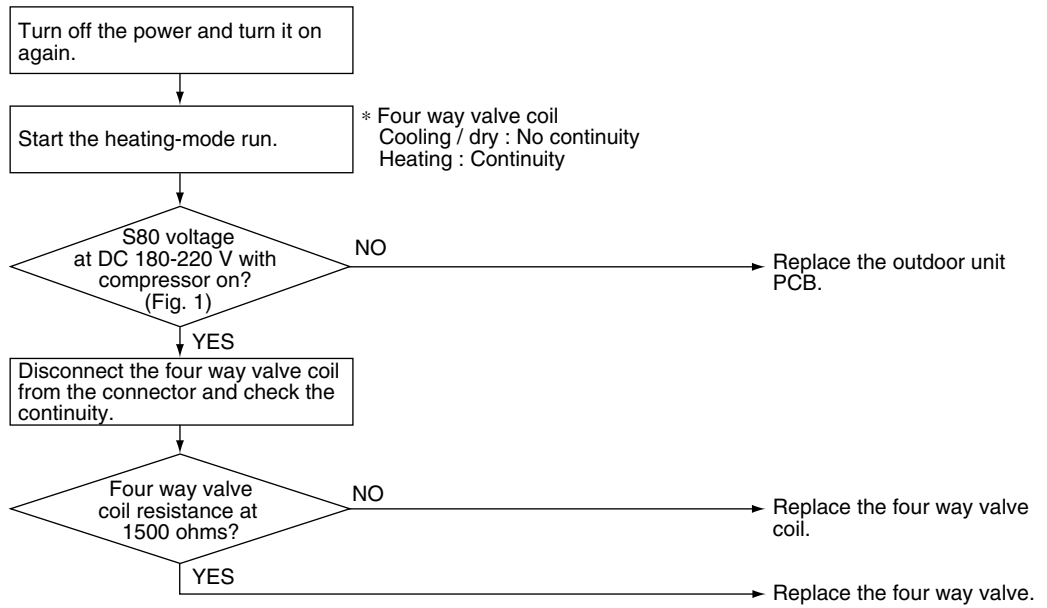 Turn off the power and turn it on
again.
Start the heating-mode run.
* Four way valve coil
Cooling / dry : No continuity
Heating : Continuity
S80 voltage
at DC 180-220 V with
compressor on?
(Fig. 1)
NO
Replace the outdoor unit
PCB.
YES
Disconnect the four way valve coil
from the connector and check the
continuity.
Four way valve
coil resistance at
1500 ohms?
NO
Replace the four way valve
coil.
YES
Replace the four way valve.